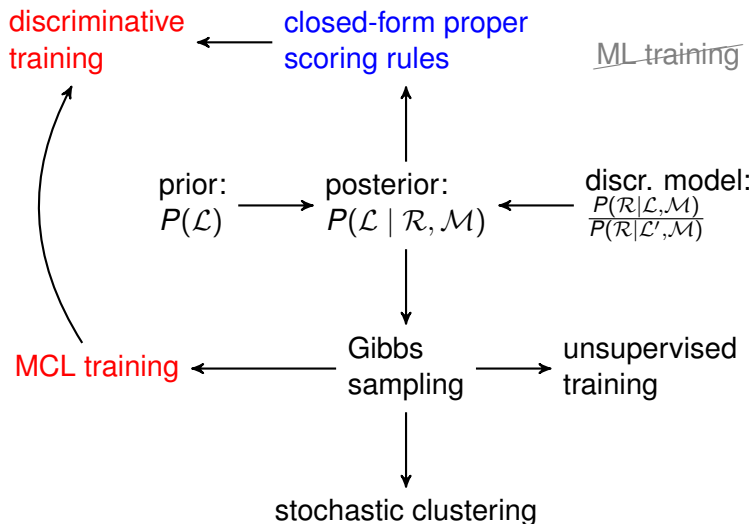 discriminative
training
closed-form proper
scoring rules
ML training
prior:
P(ℒ)
posterior:
P(ℒ | ℛ, ℳ)
discr. model:
P(ℛ|ℒ,ℳ)
P(ℛ|ℒ′,ℳ)
MCL training
Gibbs
sampling
unsupervised
training
stochastic clustering